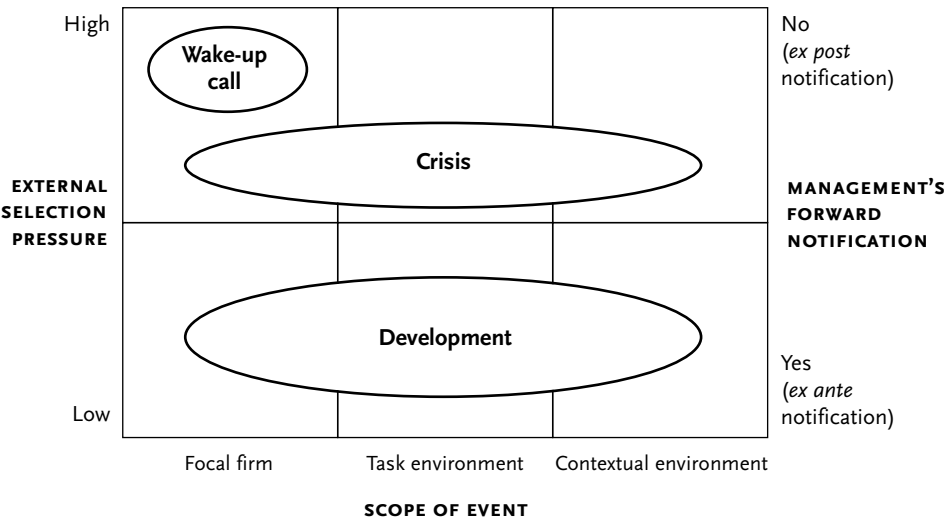 High
Wake-up
call
No
(ex post
notification)
Crisis
EXTERNAL
SELECTION
PRESSURE
MANAGEMENT’S
FORWARD
NOTIFICATION
Development
Yes
(ex ante
notification)
Low
Focal firm
Task environment
Contextual environment
SCOPE OF EVENT